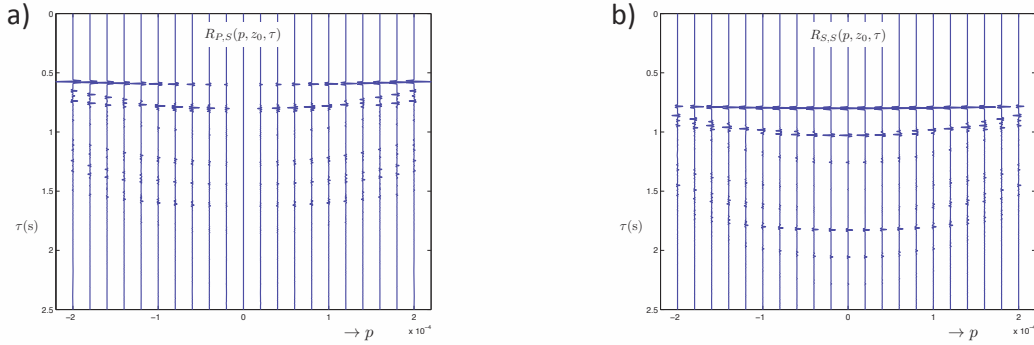 a)
R_{P,S}(p, z_0, τ)
0
0.5
1
1.5
τ(s)
2
2.5
−2
−1
0
1
2
→ p
x 10⁻⁴
b)
R_{S,S}(p, z_0, τ)
0
0.5
1
1.5
τ(s)
2
2.5
−2
−1
0
1
2
→ p
x 10⁻⁴